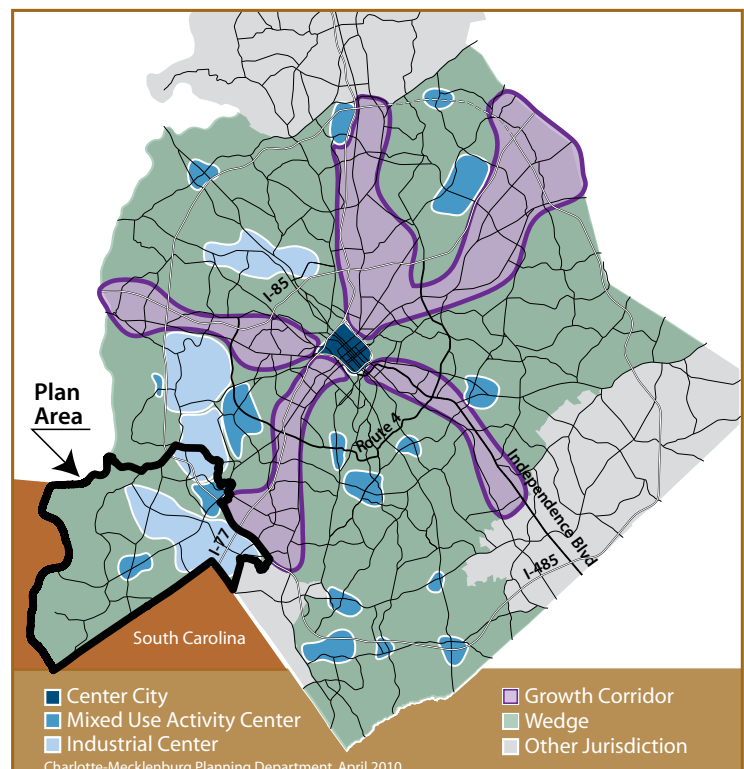 I-85
Plan
Area
Route 4
Independence Blvd
I-77
I-485
South Carolina
Center City
Mixed Use Activity Center
Industrial Center
Growth Corridor
Wedge
Other Jurisdiction
Charlotte-Mecklenburg Planning Department, April 2010